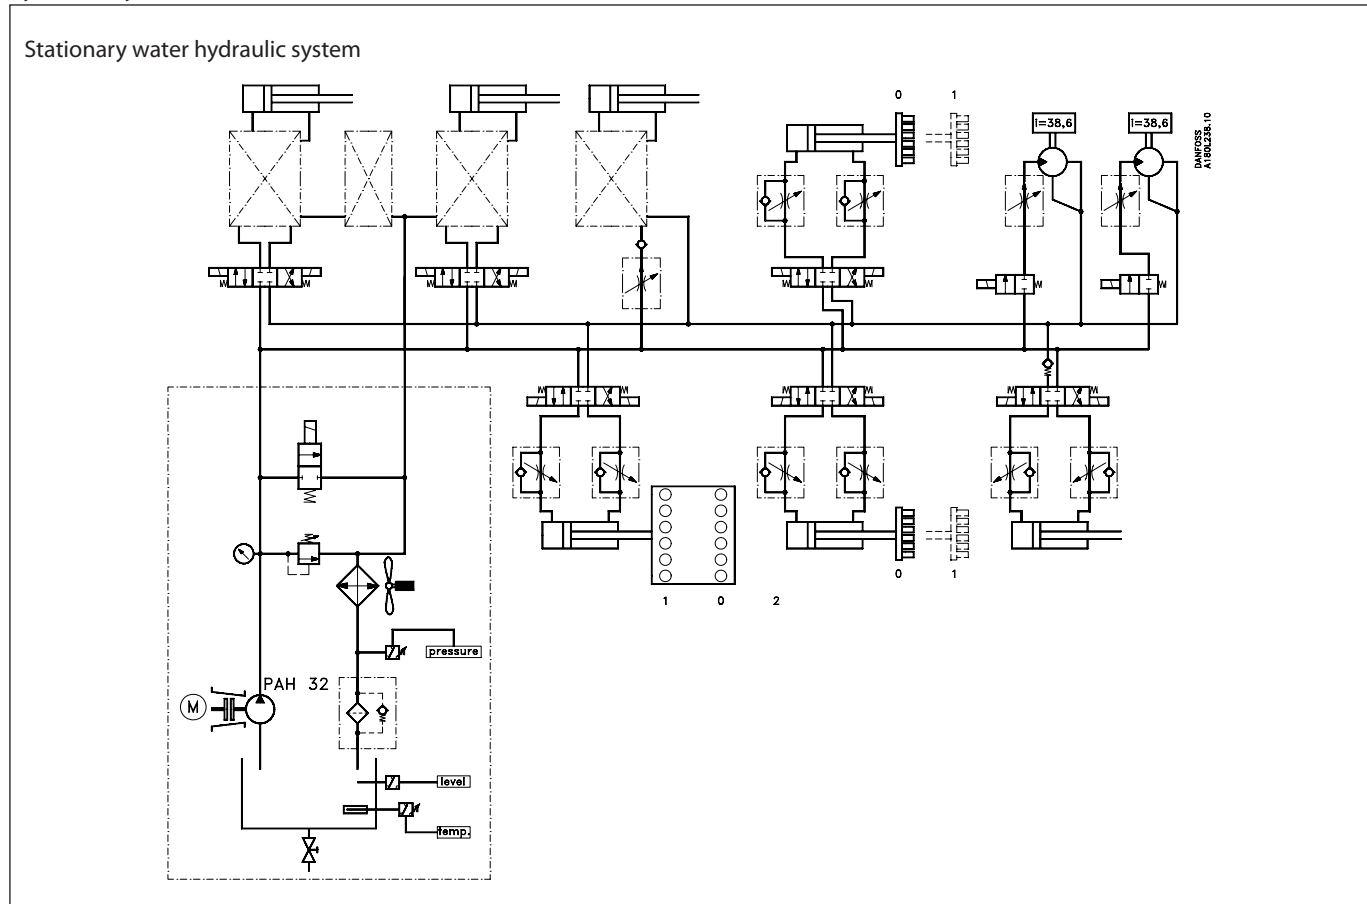 Stationary water hydraulic system
0 1
i=38,6 i=38,6
DANFOSS
A180L238.10
1 0 2
0 1
pressure
PAH 32
M
level
temp.